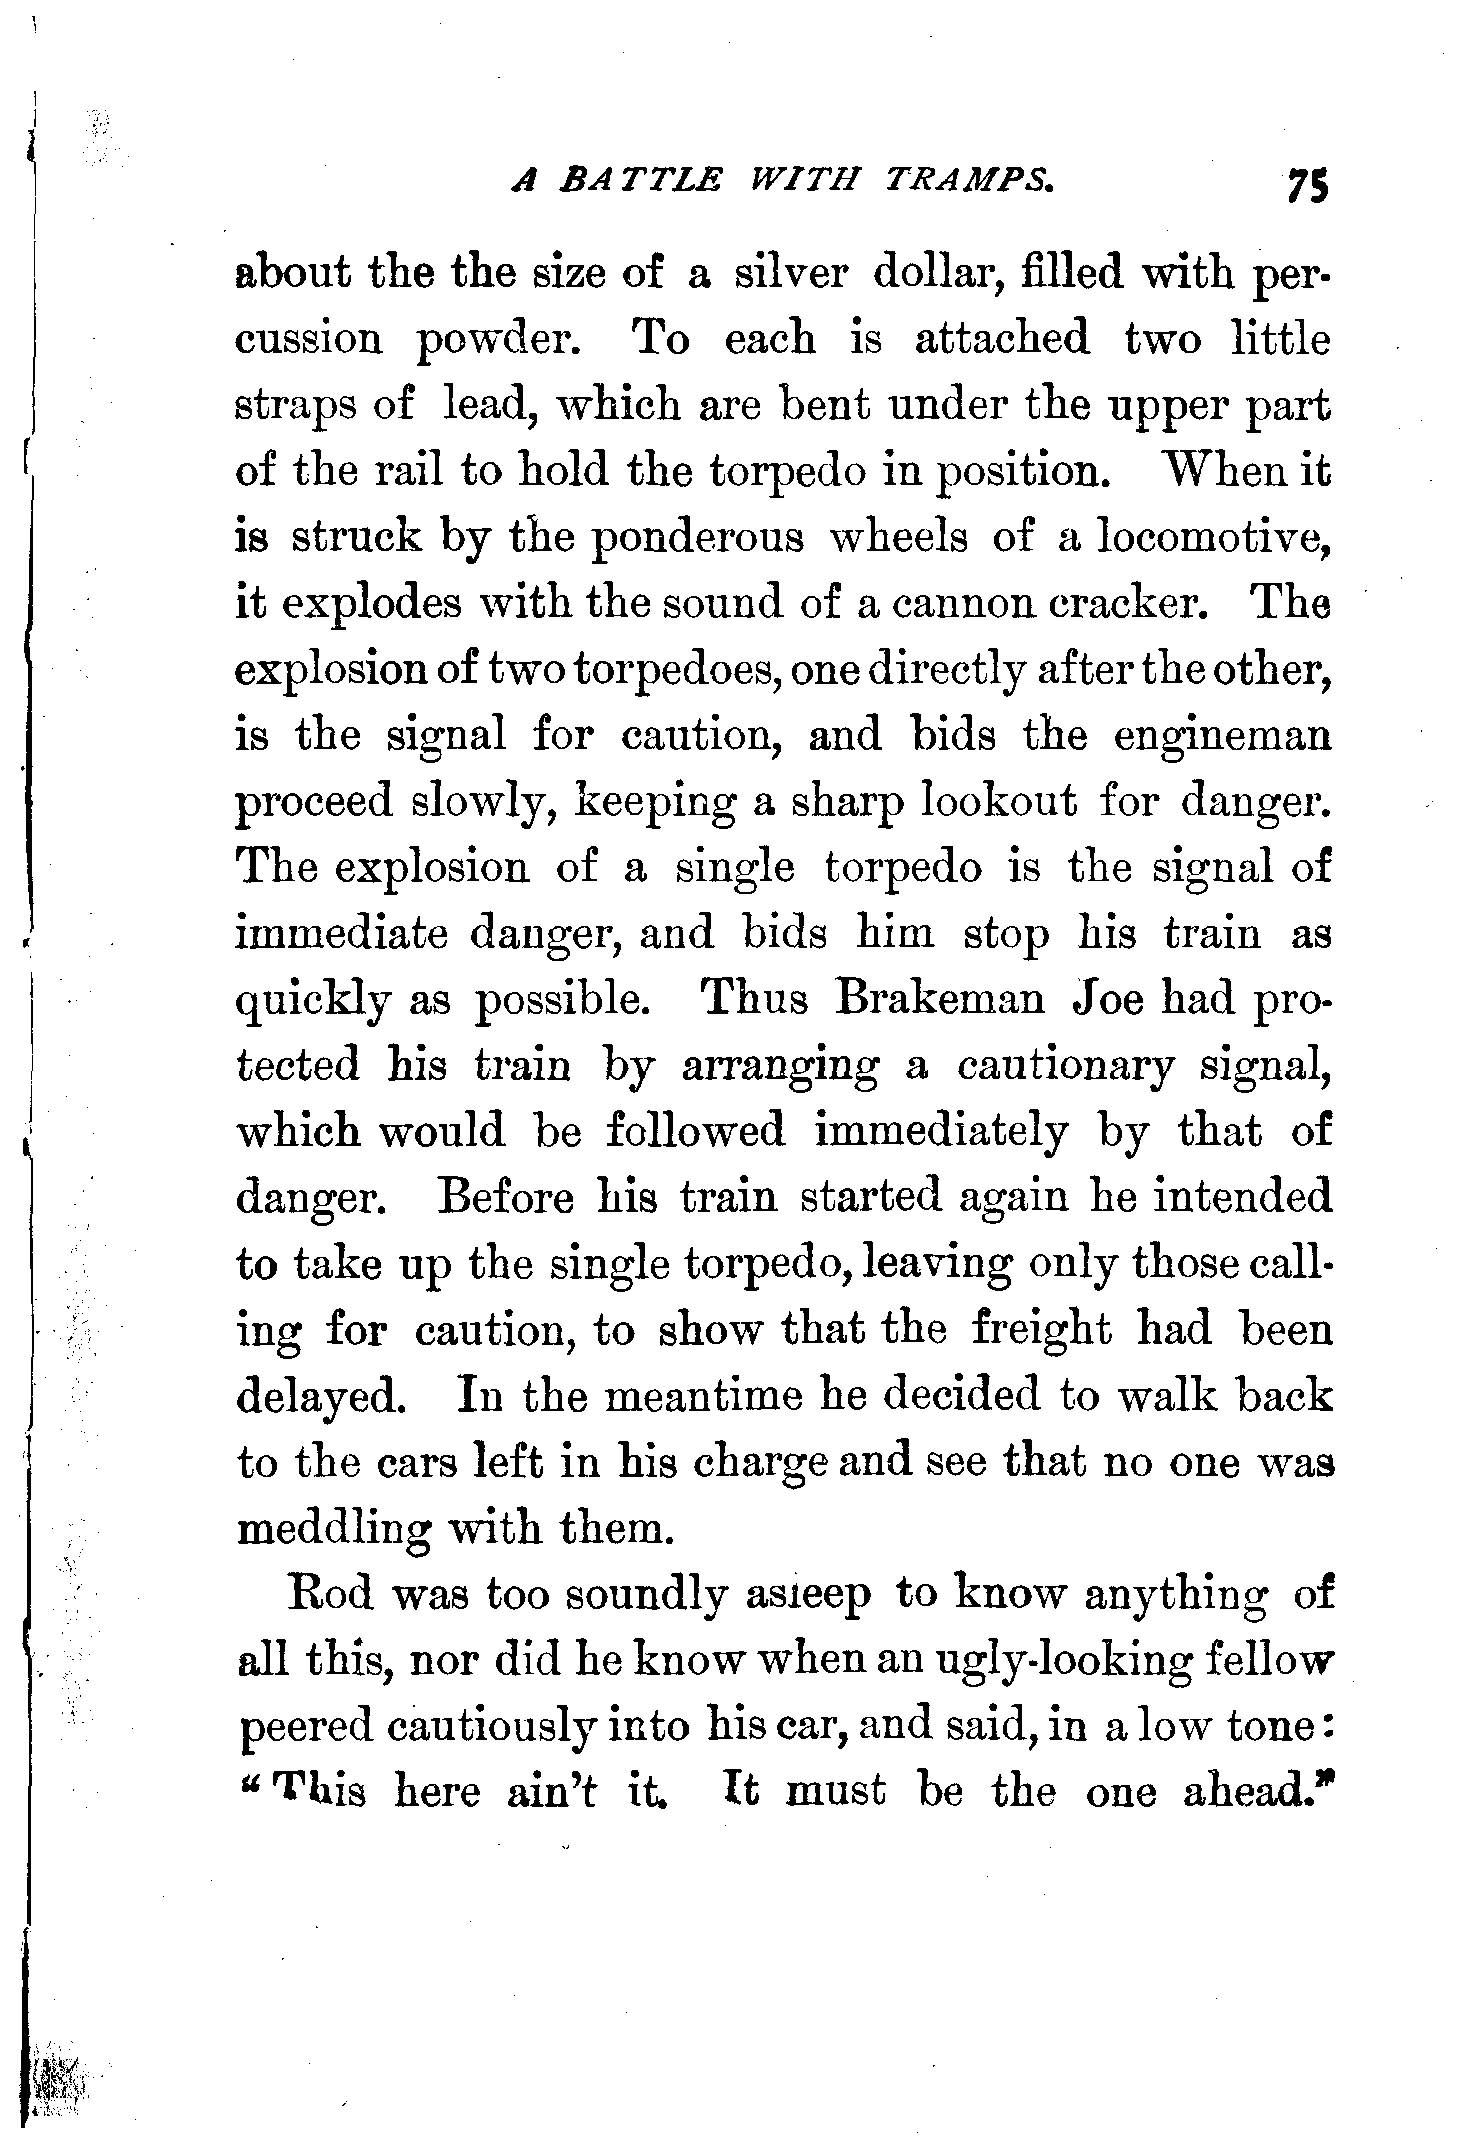 A BATTLE WITH TRAMPS. 75
about the the size of a silver dollar, filled with per-
cussion powder. To each is attached two little
straps of lead, which are bent under the upper part
of the rail to hold the torpedo in position. When it
is struck by the ponderous wheels of a locomotive,
it explodes with the sound of a cannon cracker. The
explosion of two torpedoes, one directly after the other,
is the signal for caution, and bids the engineman
proceed slowly, keeping a sharp lookout for danger.
The explosion of a single torpedo is the signal of
immediate danger, and bids him stop his train as
quickly as possible. Thus Brakeman Joe had pro-
tected his train by arranging a cautionary signal,
which would be followed immediately by that of
danger. Before his train started again he intended
to take up the single torpedo, leaving only those call-
ing for caution, to show that the freight had been
delayed. In the meantime he decided to walk back
to the cars left in his charge and see that no one was
meddling with them.
Rod was too soundly asleep to know anything of
all this, nor did he know when an ugly-looking fellow
peered cautiously into his car, and said, in a low tone:
"This here ain't it. It must be the one ahead."